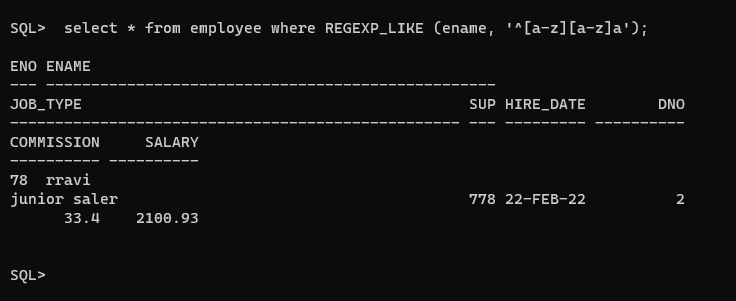 SQL>  select * from employee where REGEXP_LIKE (ename, '^[a-z][a-z]a');
ENO ENAME
--- --------------------------------------------------
JOB_TYPE                                           SUP HIRE_DATE        DNO
-------------------------------------------------- --- --------- ----------
COMMISSION     SALARY
---------- ----------
78  rravi
junior saler                                       778 22-FEB-22          2
      33.4    2100.93
SQL>